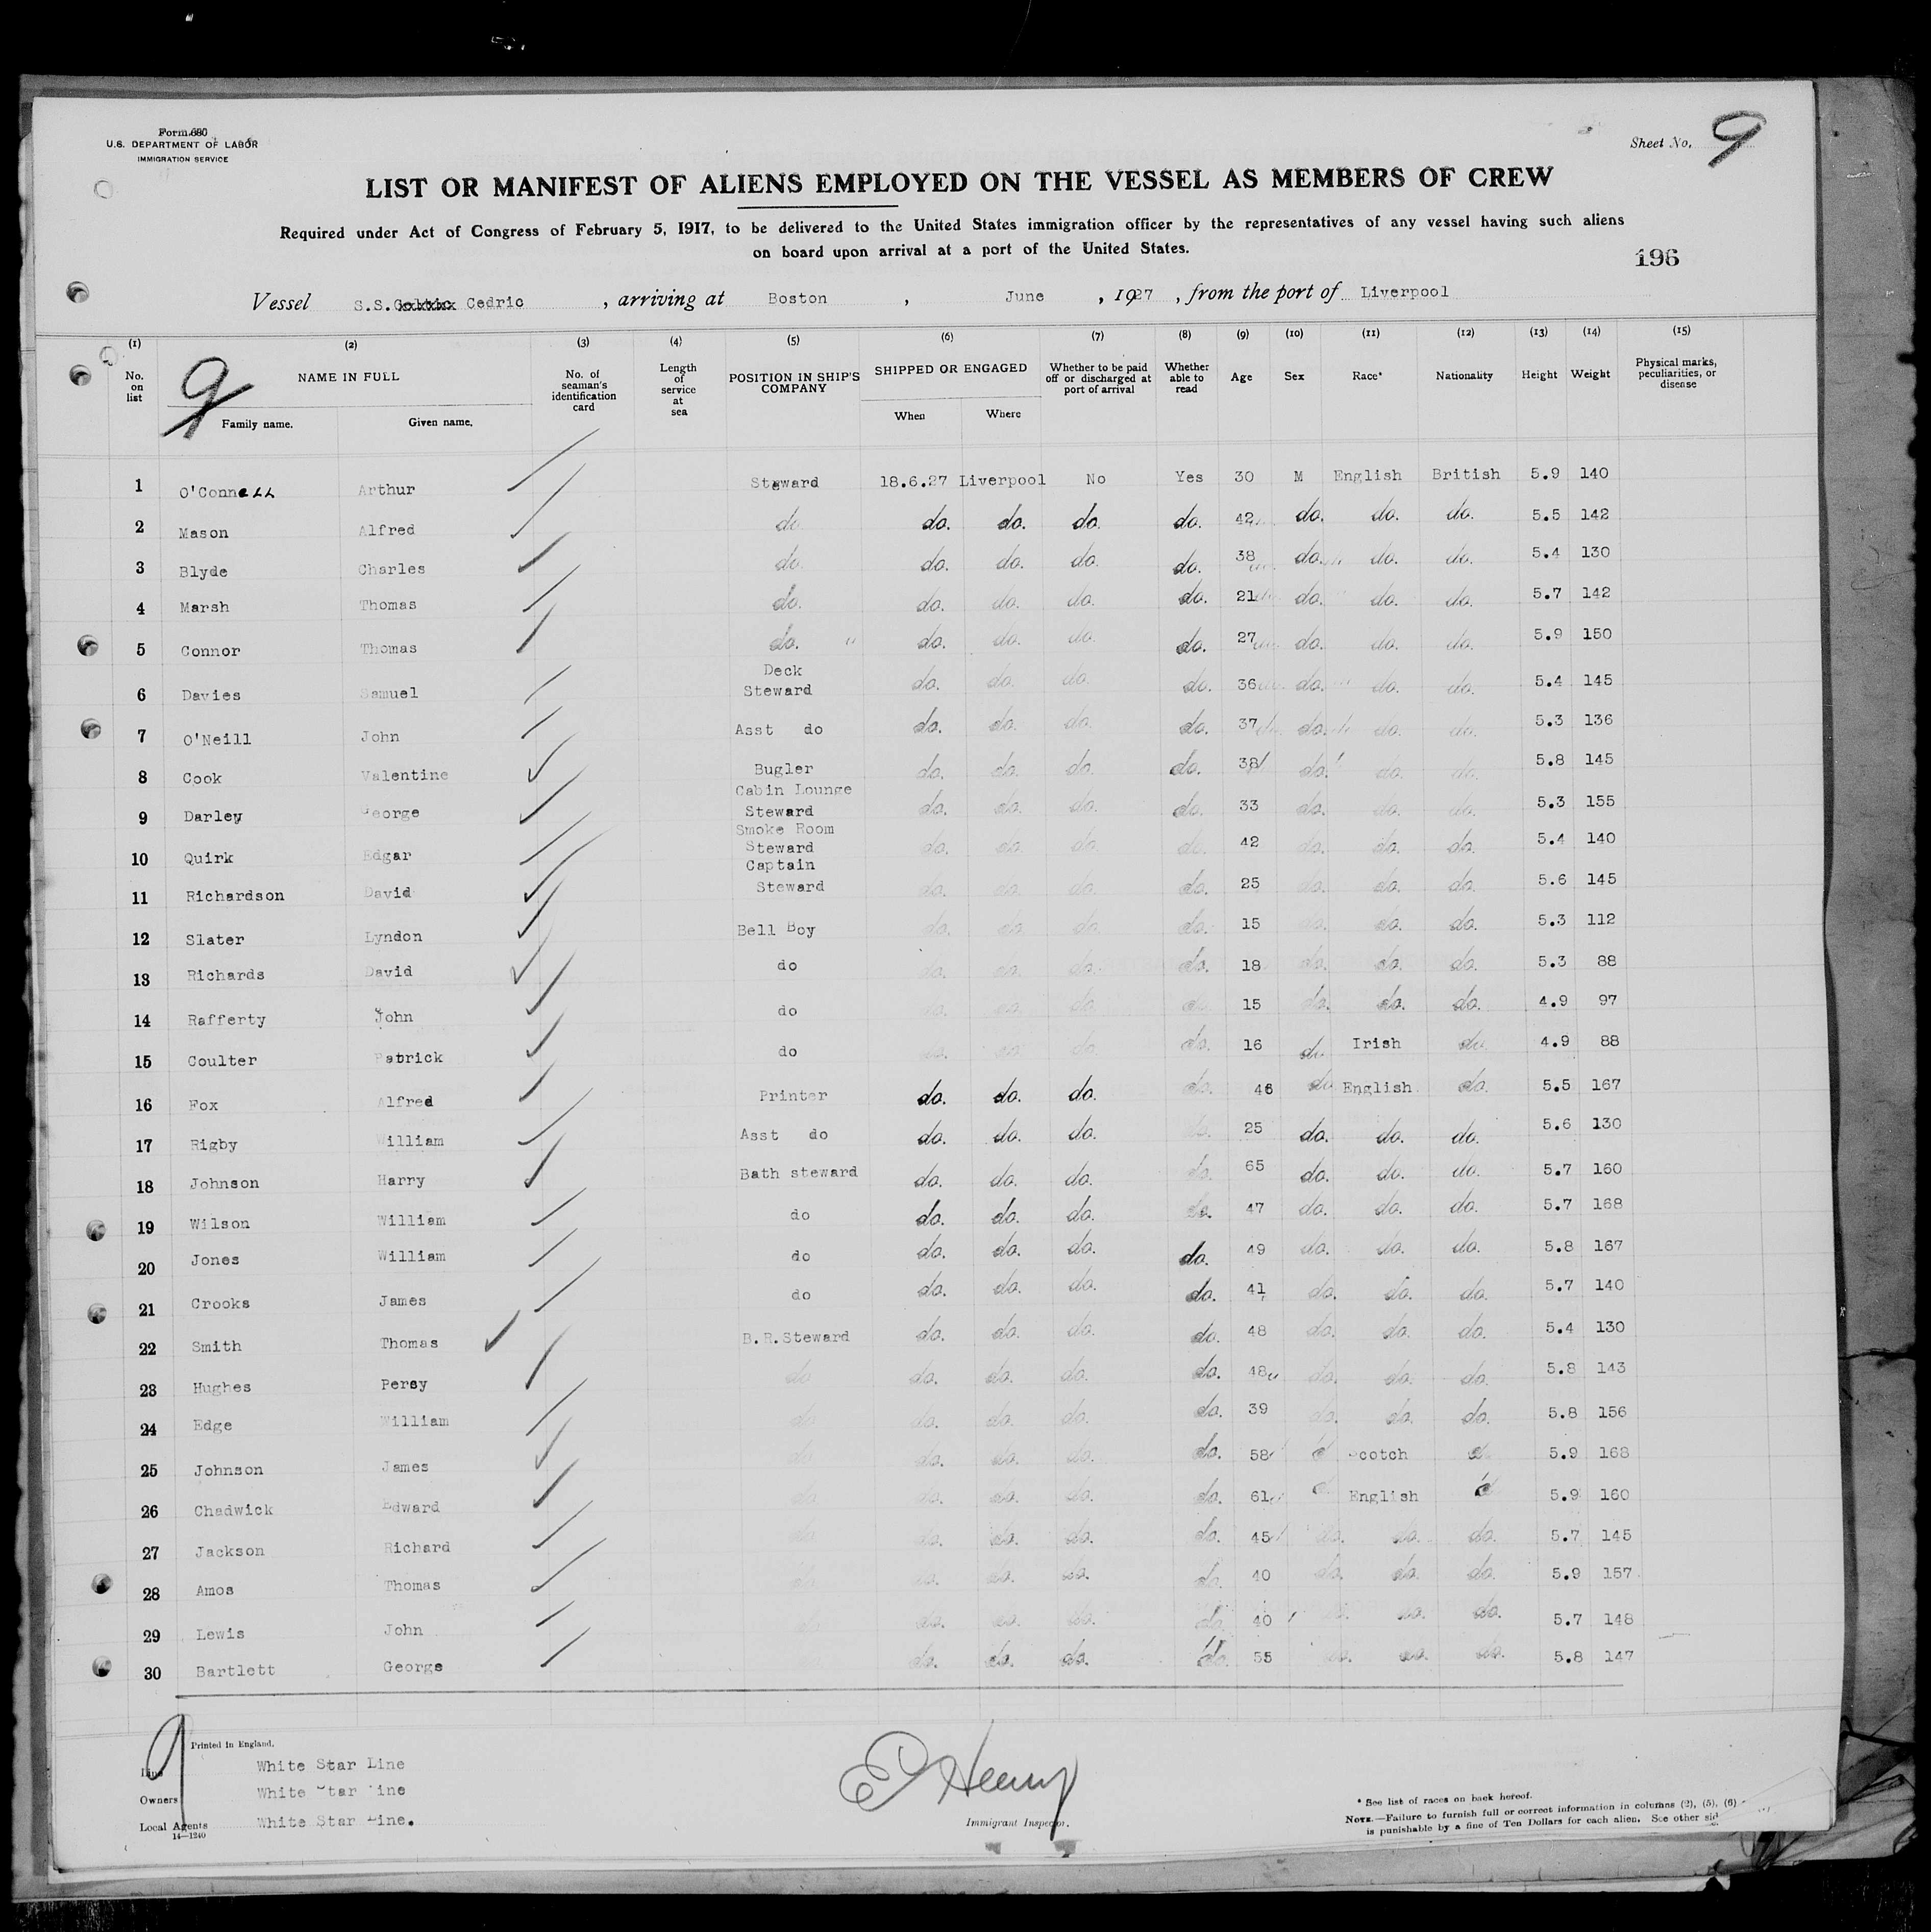 Form 680
U.S. DEPARTMENT OF LABOR
IMMIGRATION SERVICE
Sheet No. 9
LIST OR MANIFEST OF ALIENS EMPLOYED ON THE VESSEL AS MEMBERS OF CREW
Required under Act of Congress of February 5, 1917, to be delivered to the United States immigration officer by the representatives of any vessel having such aliens
on board upon arrival at a port of the United States.
196
Vessel S.S. Cedric , arriving at Boston , June , 1927 , from the port of Liverpool
(1) (2) (3) (4) (5) (6) (7) (8) (9) (10) (11) (12) (13) (14) (15)
No. on list NAME IN FULL No. of seaman's identification card Length of service at sea POSITION IN SHIP'S COMPANY SHIPPED OR ENGAGED Whether to be paid off or discharged at port of arrival Whether able to read Age Sex Race* Nationality Height Weight Physical marks, peculiarities, or disease
9
Family name. Given name. When Where
1 O'Connell Arthur Steward 18.6.27 Liverpool No Yes 30 M English British 5.9 140
2 Mason Alfred do. do. do. do. do. 42 do. do. do. 5.5 142
3 Blyde Charles do. do. do. do. do. 38 do. do. do. 5.4 130
4 Marsh Thomas do. do. do. do. do. 21 do. do. do. 5.7 142
5 Connor Thomas do. do. do. do. do. 27 do. do. do. 5.9 150
6 Davies Samuel Deck Steward do. do. do. do. 36 do. do. do. 5.4 145
7 O'Neill John Asst do do. do. do. do. 37 do. do. do. 5.3 136
8 Cook Valentine Bugler do. do. do. do. 38 do. do. do. 5.8 145
9 Darley George Cabin Lounge Steward do. do. do. do. 33 do. do. do. 5.3 155
10 Quirk Edgar Smoke Room Steward do. do. do. do. 42 do. do. do. 5.4 140
11 Richardson David Captain Steward do. do. do. do. 25 do. do. do. 5.6 145
12 Slater Lyndon Bell Boy do. do. do. do. 15 do. do. do. 5.3 112
13 Richards David do do. do. do. do. 18 do. do. do. 5.3 88
14 Rafferty John do do. do. do. do. 15 do. do. do. 4.9 97
15 Coulter Patrick do do. do. do. do. 16 do Irish do 4.9 88
16 Fox Alfred Printer do. do. do. do. 46 do English do. 5.5 167
17 Rigby William Asst do do. do. do. do. 25 do. do. do. 5.6 130
18 Johnson Harry Bath steward do. do. do. do. 65 do. do. do. 5.7 160
19 Wilson William do do. do. do. do. 47 do. do. do. 5.7 168
20 Jones William do do. do. do. do. 49 do. do. do. 5.8 167
21 Crooks James do do. do. do. do. 41 do. do. do. 5.7 140
22 Smith Thomas B.R.Steward do. do. do. do. 48 do. do. do. 5.4 130
23 Hughes Persy do do. do. do. do. 48 do. do. do. 5.8 143
24 Edge William do. do. do. do. do. 39 do. do. do. 5.8 156
25 Johnson James do. do. do. do. do. 58 d Scotch d 5.9 168
26 Chadwick Edward do. do. do. do. do. 61 d English d 5.9 160
27 Jackson Richard do. do. do. do. do. 45 do. do. do. 5.7 145
28 Amos Thomas do. do. do. do. do. 40 do. do. do. 5.9 157
29 Lewis John do. do. do. do. do. 40 do. do. do. 5.7 148
30 Bartlett George do. do. do. do. 55 do. do. do. 5.8 147
9
Printed in England.
Line White Star Line
Owners White Star Line
Local Agents White Star Line.
14—1240
Immigrant Inspector.
* See list of races on back hereof.
NOTE.—Failure to furnish full or correct information in columns (2), (5), (6)
is punishable by a fine of Ten Dollars for each alien. See other sid